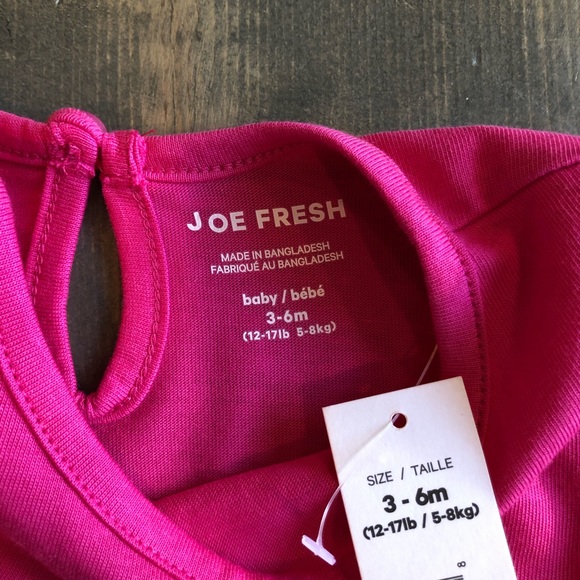 JOE FRESH
MADE IN BANGLADESH
FABRIQUÉ AU BANGLADESH
baby / bébé
3-6m
(12-17lb 5-8kg)
SIZE / TAILLE
3 - 6m
(12-17lb / 5-8kg)
8